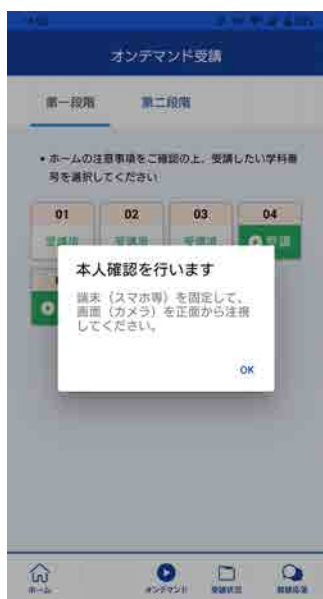 オンデマンド受講
第一段階 第二段階
• ホームの注意事項をご確認の上、受講したい学科番
号を選択してください
01 02 03 04
受講済 受講済 受講済 受講
本人確認を行います
端末（スマホ等）を固定して、
画面（カメラ）を正面から注視
してください。
OK
ホーム オンデマンド 受講状況